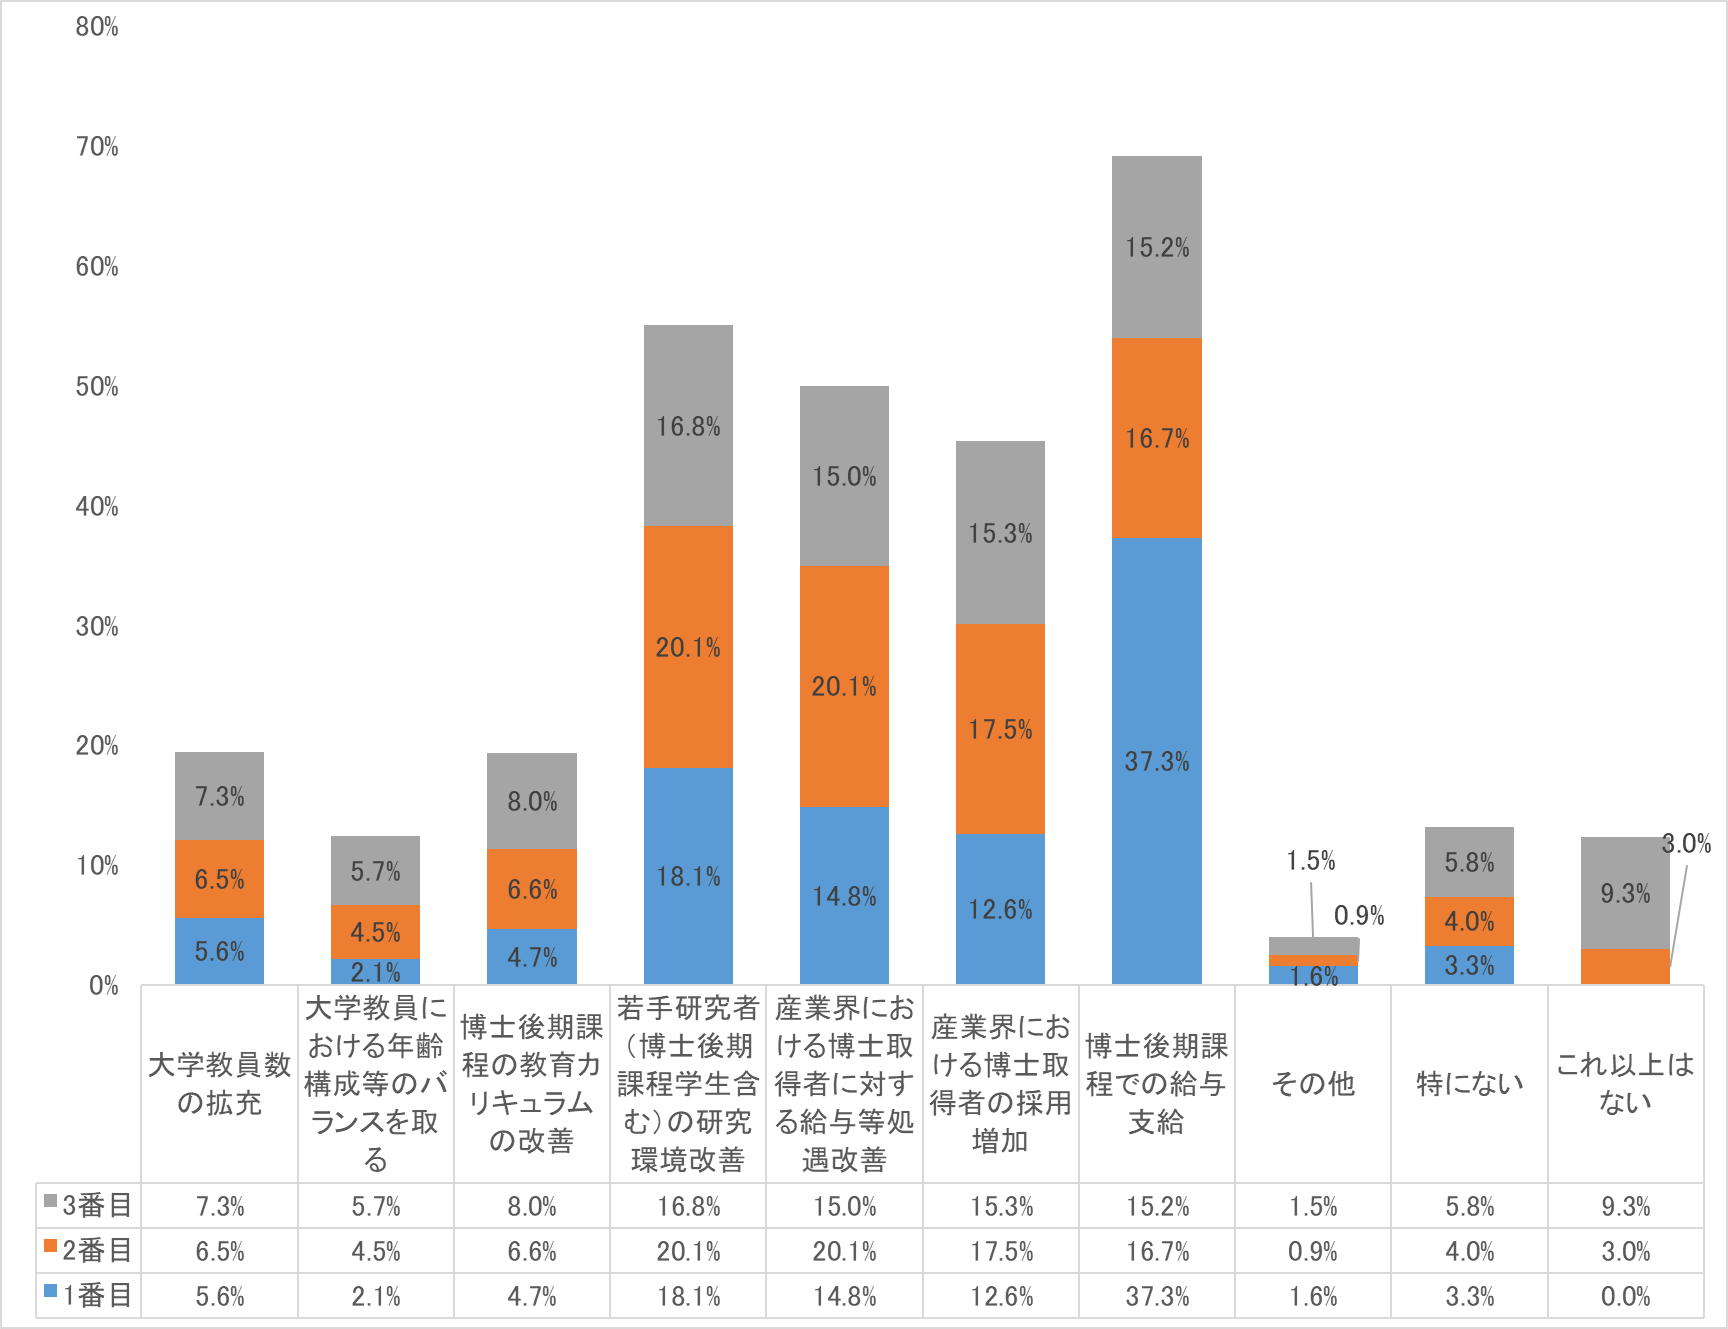 80%
70%
60%
50%
40%
30%
20%
10%
0%
7.3%
6.5%
5.6%
5.7%
4.5%
2.1%
8.0%
6.6%
4.7%
16.8%
20.1%
18.1%
15.0%
20.1%
14.8%
15.3%
17.5%
12.6%
15.2%
16.7%
37.3%
1.5%
0.9%
1.6%
5.8%
4.0%
3.3%
3.0%
9.3%
大学教員数
の拡充
大学教員に
おける年齢
構成等のバ
ランスを取
る
博士後期課
程の教育カ
リキュラム
の改善
若手研究者
（博士後期
課程学生含
む）の研究
環境改善
産業界にお
ける博士取
得者に対す
る給与等処
遇改善
産業界にお
ける博士取
得者の採用
増加
博士後期課
程での給与
支給
その他
特にない
これ以上は
ない
3番目 7.3% 5.7% 8.0% 16.8% 15.0% 15.3% 15.2% 1.5% 5.8% 9.3%
2番目 6.5% 4.5% 6.6% 20.1% 20.1% 17.5% 16.7% 0.9% 4.0% 3.0%
1番目 5.6% 2.1% 4.7% 18.1% 14.8% 12.6% 37.3% 1.6% 3.3% 0.0%